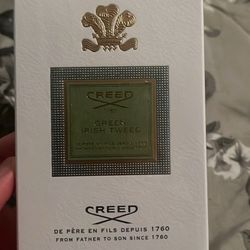 CREED
GREEN
IRISH TWEED
CREED
DE PÈRE EN FILS DEPUIS 1760
FROM FATHER TO SON SINCE 1760